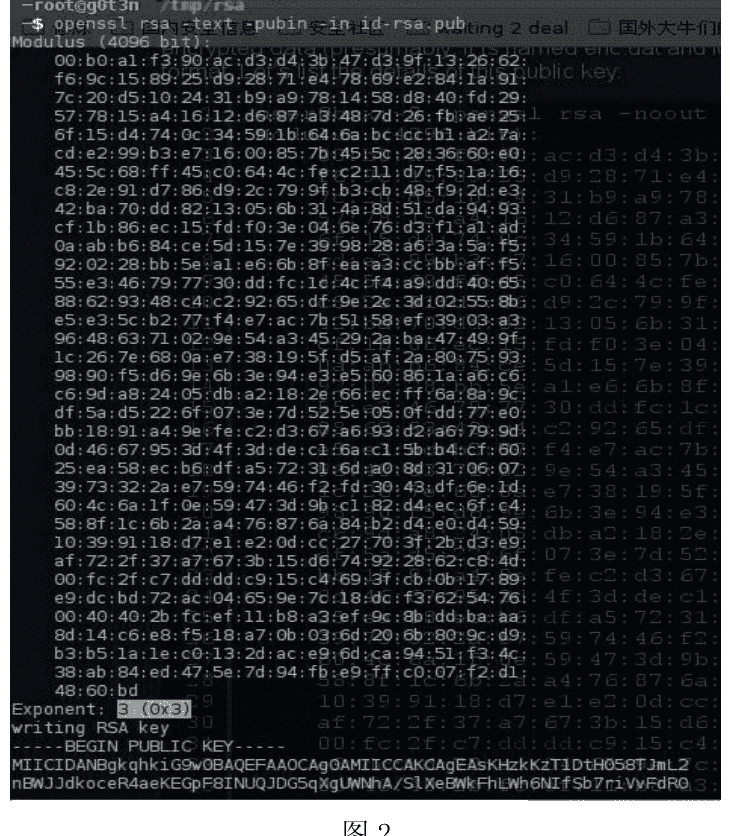 -root@g0t3n /tmp/rsa
-$ openssl rsa -text -pubin -in id-rsa.pub
Modulus (4096 bit):
00:b0:a1:f3:90:ac:d3:d4:3b:47:d3:9f:13:26:62:
f6:9c:15:89:25:d9:28:71:e4:78:69:e2:84:1a:91:
7c:20:d5:10:24:31:b9:a9:78:14:58:d8:40:fd:29:
57:78:15:a4:16:12:d6:87:a3:48:7d:26:fb:ae:25:
6f:15:d4:74:0c:34:59:1b:64:6a:bc:cc:b1:a2:7a:
cd:e2:99:b3:e7:16:00:85:7b:45:5c:28:36:60:e0:
45:5c:68:ff:45:c0:64:4c:fe:c2:11:d7:f5:1a:16:
c8:2e:91:d7:86:d9:2c:79:9f:b3:cb:48:f9:2d:e3:
42:ba:70:dd:82:13:05:6b:31:4a:8d:51:da:94:93:
cf:1b:86:ec:15:fd:f0:3e:04:6e:76:d3:f1:a1:ad:
0a:ab:b6:84:ce:5d:15:7e:39:98:28:a6:3a:5a:f5:
92:02:28:bb:5e:a1:e6:6b:8f:ea:a3:cc:bb:af:f5:
55:e3:46:79:77:30:dd:fc:1d:4c:f4:a9:dd:40:65:
88:62:93:48:c4:c2:92:65:df:9e:2c:3d:02:55:8b:
e5:e3:5c:b2:77:f4:e7:ac:7b:51:58:ef:39:03:a3:
96:48:63:71:02:9e:54:a3:45:29:2a:ba:47:49:9f:
1c:26:7e:68:0a:e7:38:19:5f:d5:af:2a:80:75:93:
98:90:f5:d6:9e:6b:3e:94:e3:e5:60:86:1a:a6:c6:
c6:9d:a8:24:05:db:a2:18:2e:66:ec:ff:6a:8a:9c:
df:5a:d5:22:6f:07:3e:7d:52:5e:05:0f:dd:77:e0:
bb:18:91:a4:9e:fe:c2:d3:67:a6:93:d2:a6:79:9d:
0d:46:67:95:3d:4f:3d:de:c1:6a:c1:5b:b4:cf:60:
25:ea:58:ec:b6:df:a5:72:31:6d:a0:8d:31:06:07:
39:73:32:2a:e7:59:74:46:f2:fd:30:43:df:6e:1d:
60:4c:6a:1f:0e:59:47:3d:9b:c1:82:d4:ec:6f:c4:
58:8f:1c:6b:2a:a4:76:87:6a:84:b2:d4:e0:d4:59:
10:39:91:18:d7:e1:e2:0d:cc:27:70:3f:2b:d3:e9:
af:72:2f:37:a7:67:3b:15:d6:74:92:28:62:c8:4d:
00:fc:2f:c7:dd:dd:c9:15:c4:69:3f:cb:0b:17:89:
e9:dc:bd:72:ac:04:65:9e:7c:18:dc:f3:62:54:76:
00:40:40:2b:fc:ef:11:b8:a3:ef:9c:8b:dd:ba:aa:
8d:14:c6:e8:f5:18:a7:0b:03:6d:20:6b:80:9c:d9:
b3:b5:1a:1e:c0:13:2d:ac:e9:6d:ca:94:51:f3:4c:
38:ab:84:ed:47:5e:7d:94:fb:e9:ff:c0:07:f2:d1:
48:60:bd
Exponent: 3 (0x3)
writing RSA key
-----BEGIN PUBLIC KEY-----
MIICIDANBgkqhkiG9w0BAQEFAAOCAg0AMIICCAKCAgEAsKHzkKzT1DtH058TJmL2
nBWJJdkoceR4aeKEGpF8INUQJDG5qXgUWNhA/SlXeBWkFhLWh6NIfSb7riVvFdR0
图 2